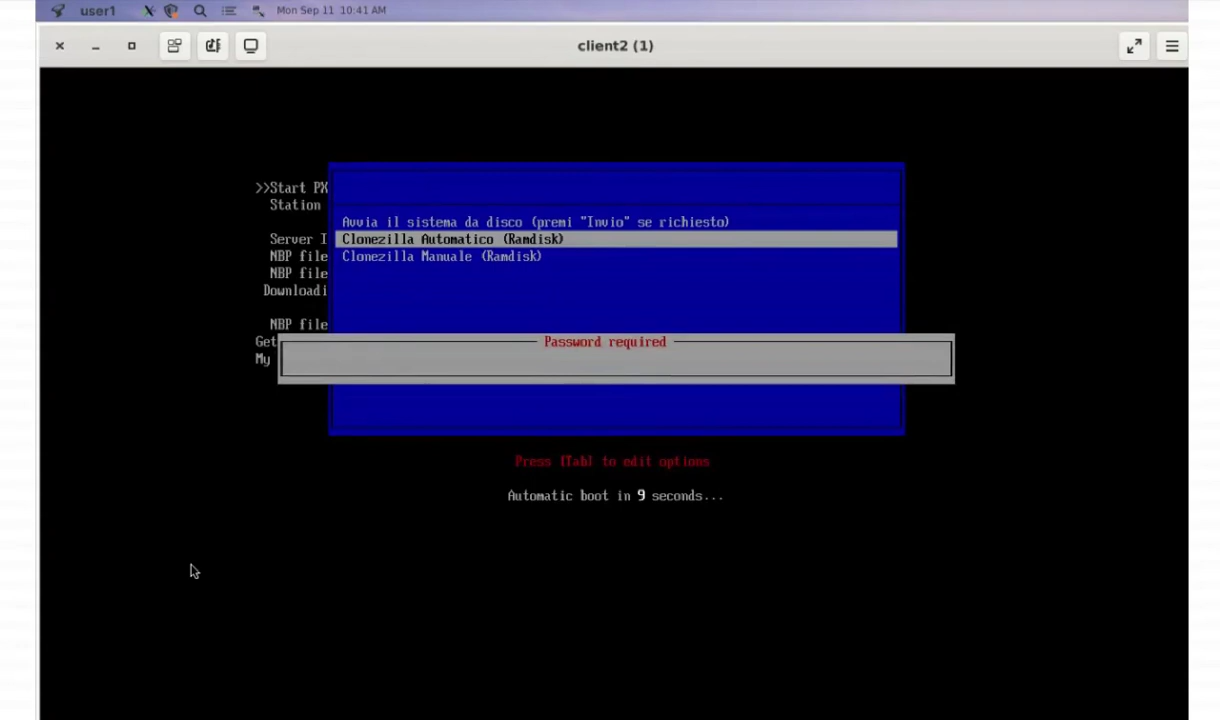 user1 Mon Sep 11 10:41 AM
client2 (1)
>>Start PX
Station
Avvia il sistema da disco (premi "Invio" se richiesto)
Server I
Clonezilla Automatico (Ramdisk)
NBP file
Clonezilla Manuale (Ramdisk)
NBP file
Downloadi
NBP file
Get
Password required
My
Press [Tab] to edit options
Automatic boot in 9 seconds...